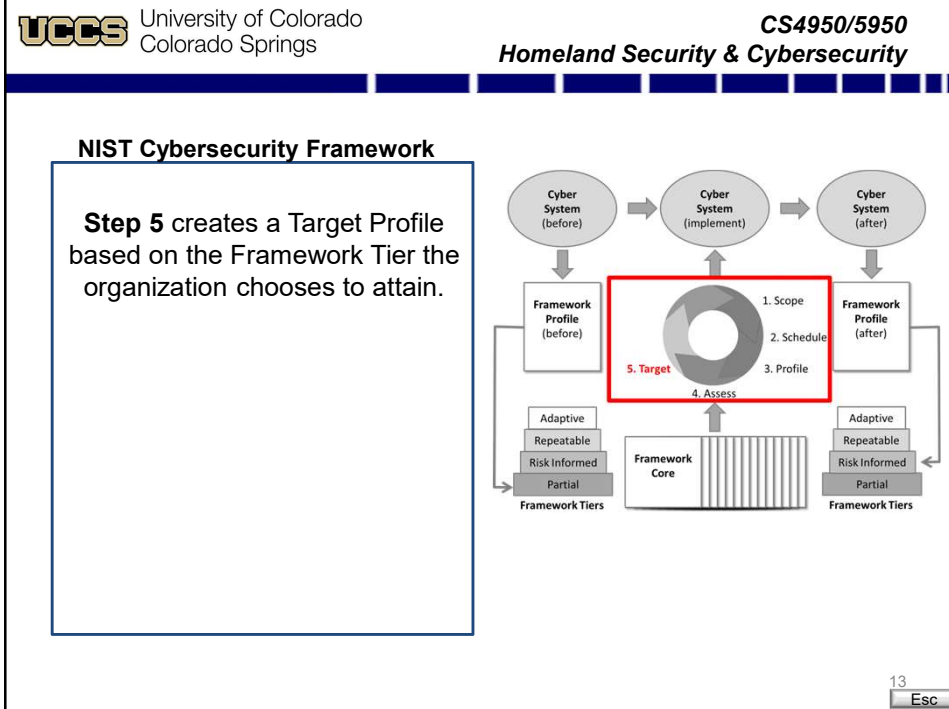 UCCS
University of Colorado
Colorado Springs
CS4950/5950
Homeland Security & Cybersecurity
NIST Cybersecurity Framework
Step 5 creates a Target Profile
based on the Framework Tier the
organization chooses to attain.
Cyber
System
(before)
Cyber
System
(implement)
Cyber
System
(after)
Framework
Profile
(before)
1. Scope
2. Schedule
3. Profile
4. Assess
5. Target
Framework
Profile
(after)
Adaptive
Repeatable
Risk Informed
Partial
Framework Tiers
Framework
Core
Adaptive
Repeatable
Risk Informed
Partial
Framework Tiers
13
Esc